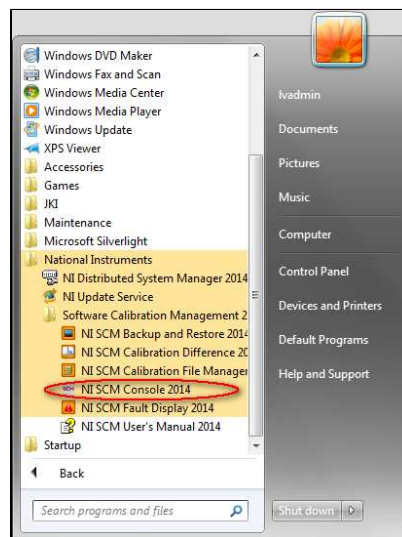 Windows DVD Maker
Windows Fax and Scan
Windows Media Center
Windows Media Player
Windows Update
XPS Viewer
Accessories
Games
JKI
Maintenance
Microsoft Silverlight
National Instruments
NI Distributed System Manager 2014
NI Update Service
Software Calibration Management 2
NI SCM Backup and Restore 2014
NI SCM Calibration Difference 20
NI SCM Calibration File Manager
NI SCM Console 2014
NI SCM Fault Display 2014
NI SCM User's Manual 2014
Startup
Back
Search programs and files
lvadmin
Documents
Pictures
Music
Computer
Control Panel
Devices and Printers
Default Programs
Help and Support
Shut down